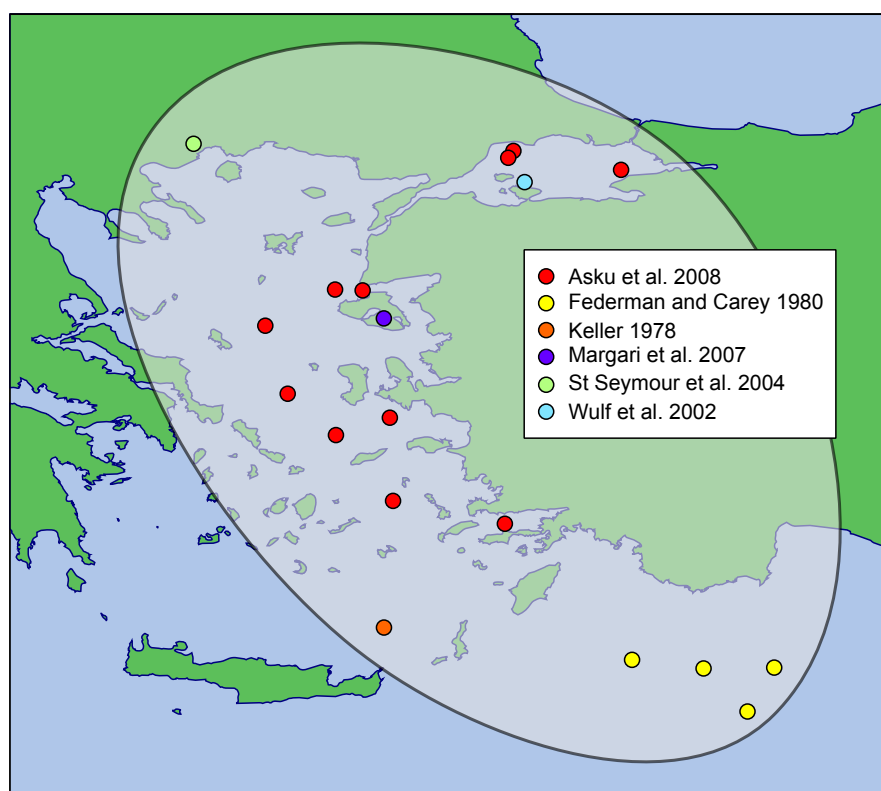 Asku et al. 2008
Federman and Carey 1980
Keller 1978
Margari et al. 2007
St Seymour et al. 2004
Wulf et al. 2002